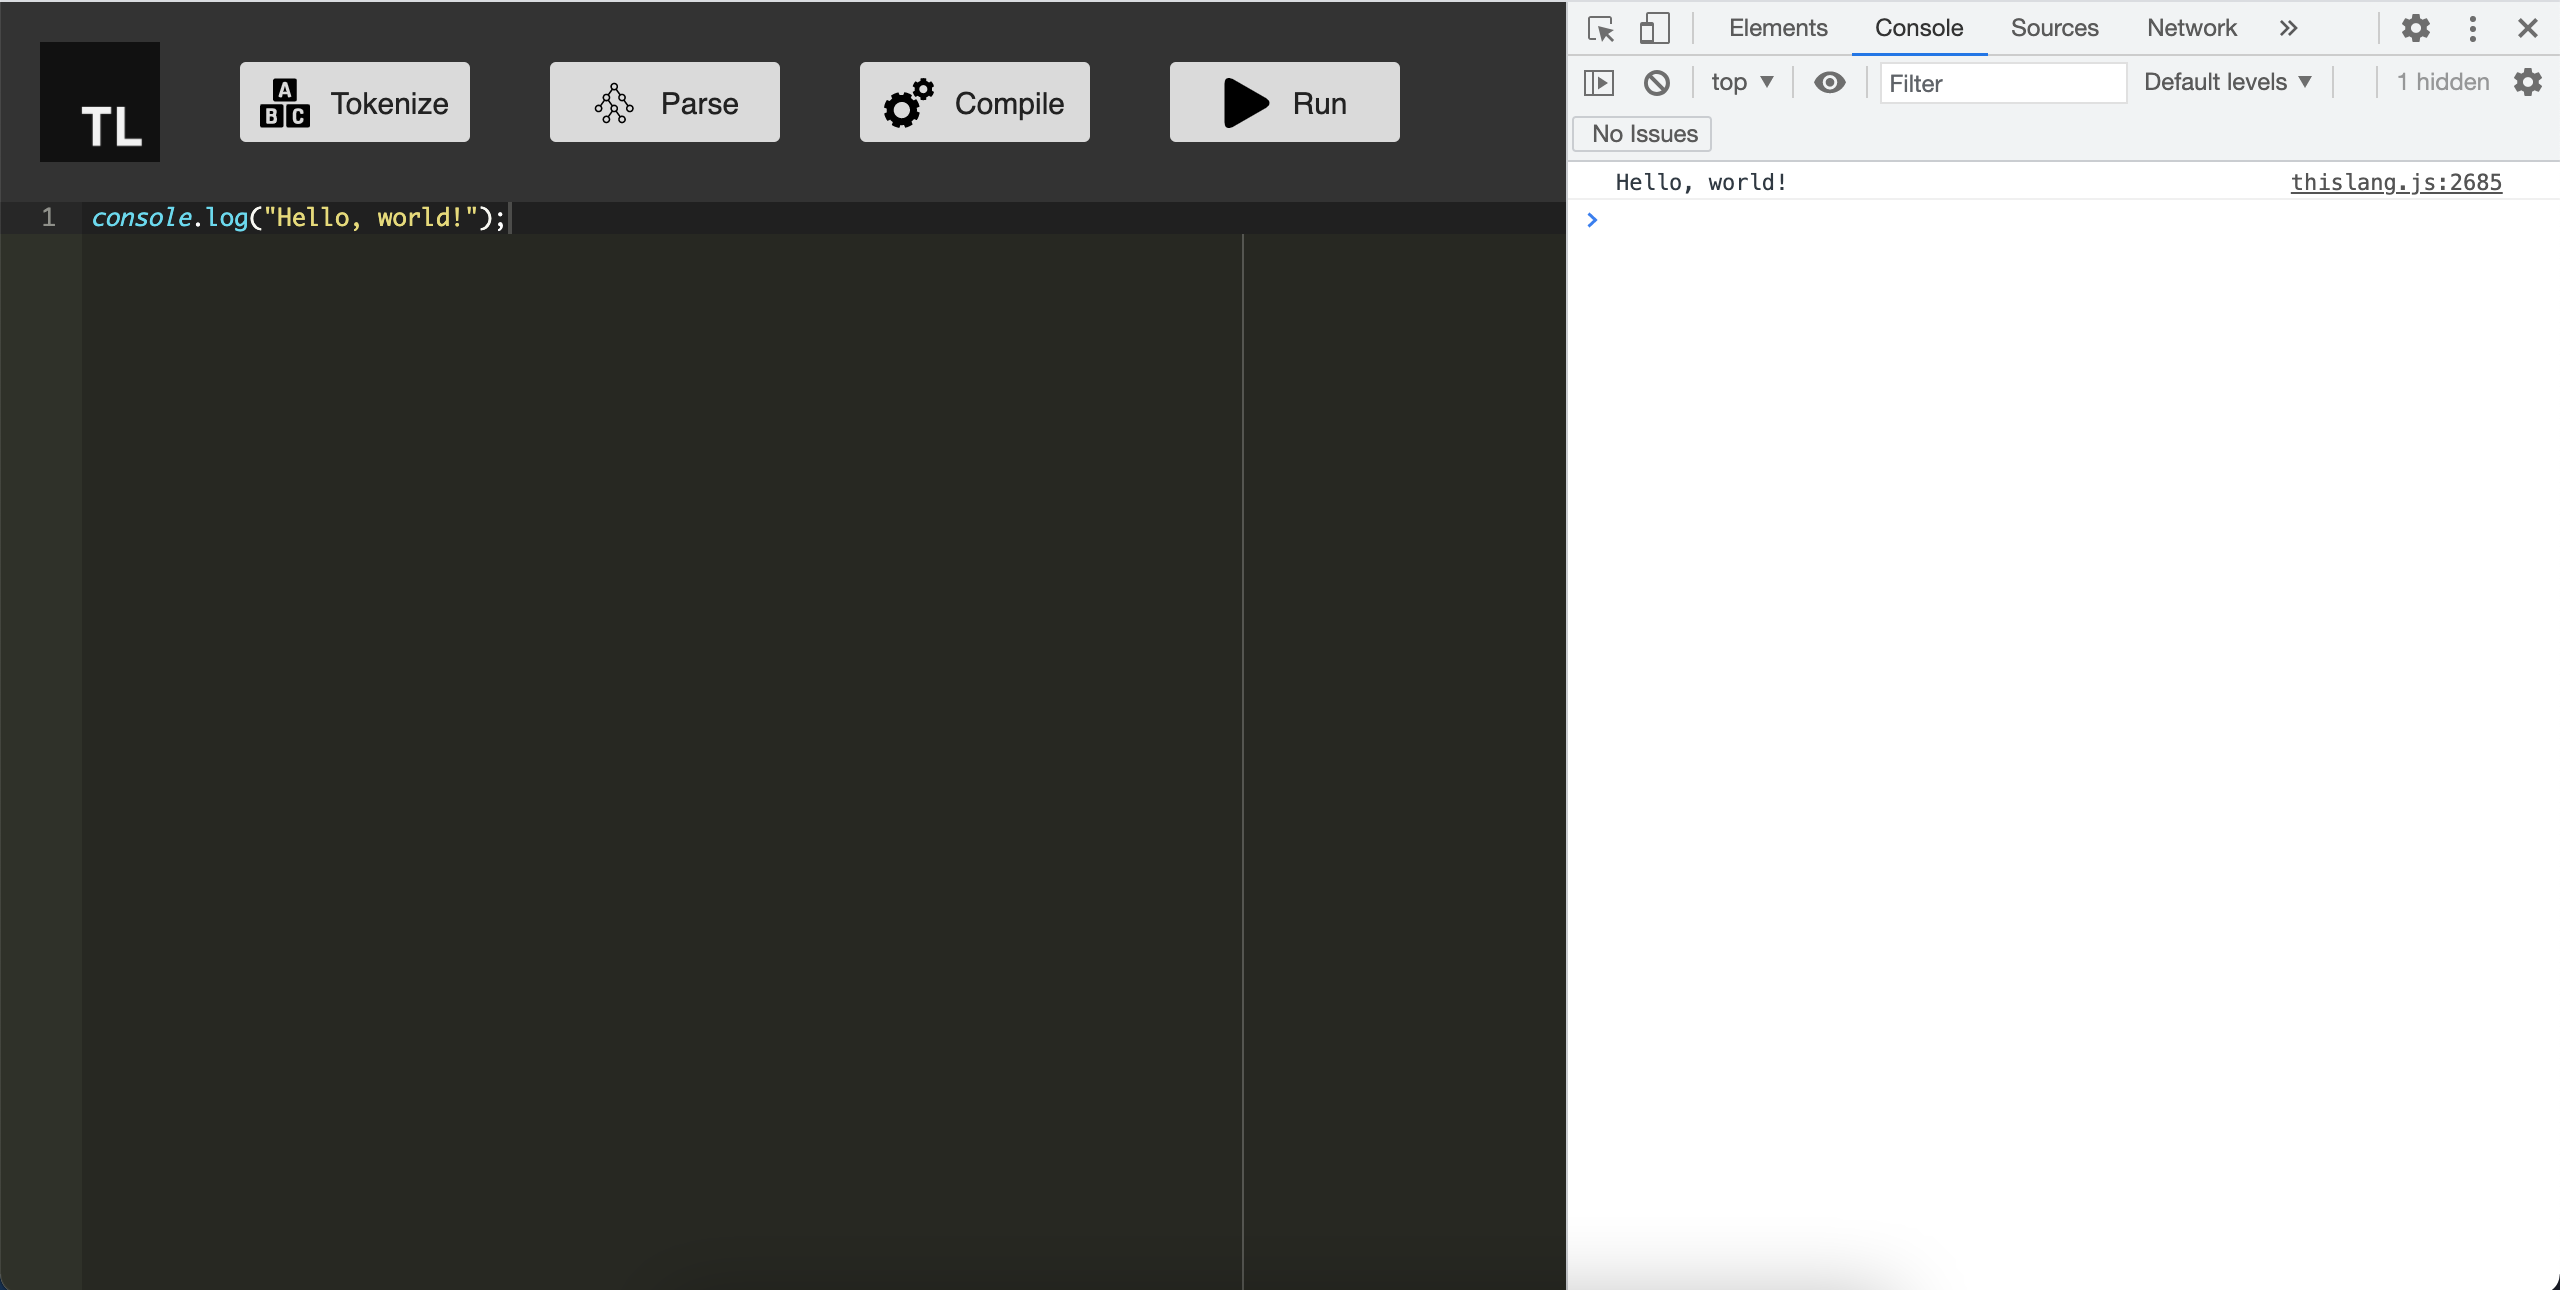 TL
A
B C
Tokenize
Parse
Compile
Run
1 console.log("Hello, world!");
Elements Console Sources Network
top Filter Default levels 1 hidden
No Issues
Hello, world! thislang.js:2685